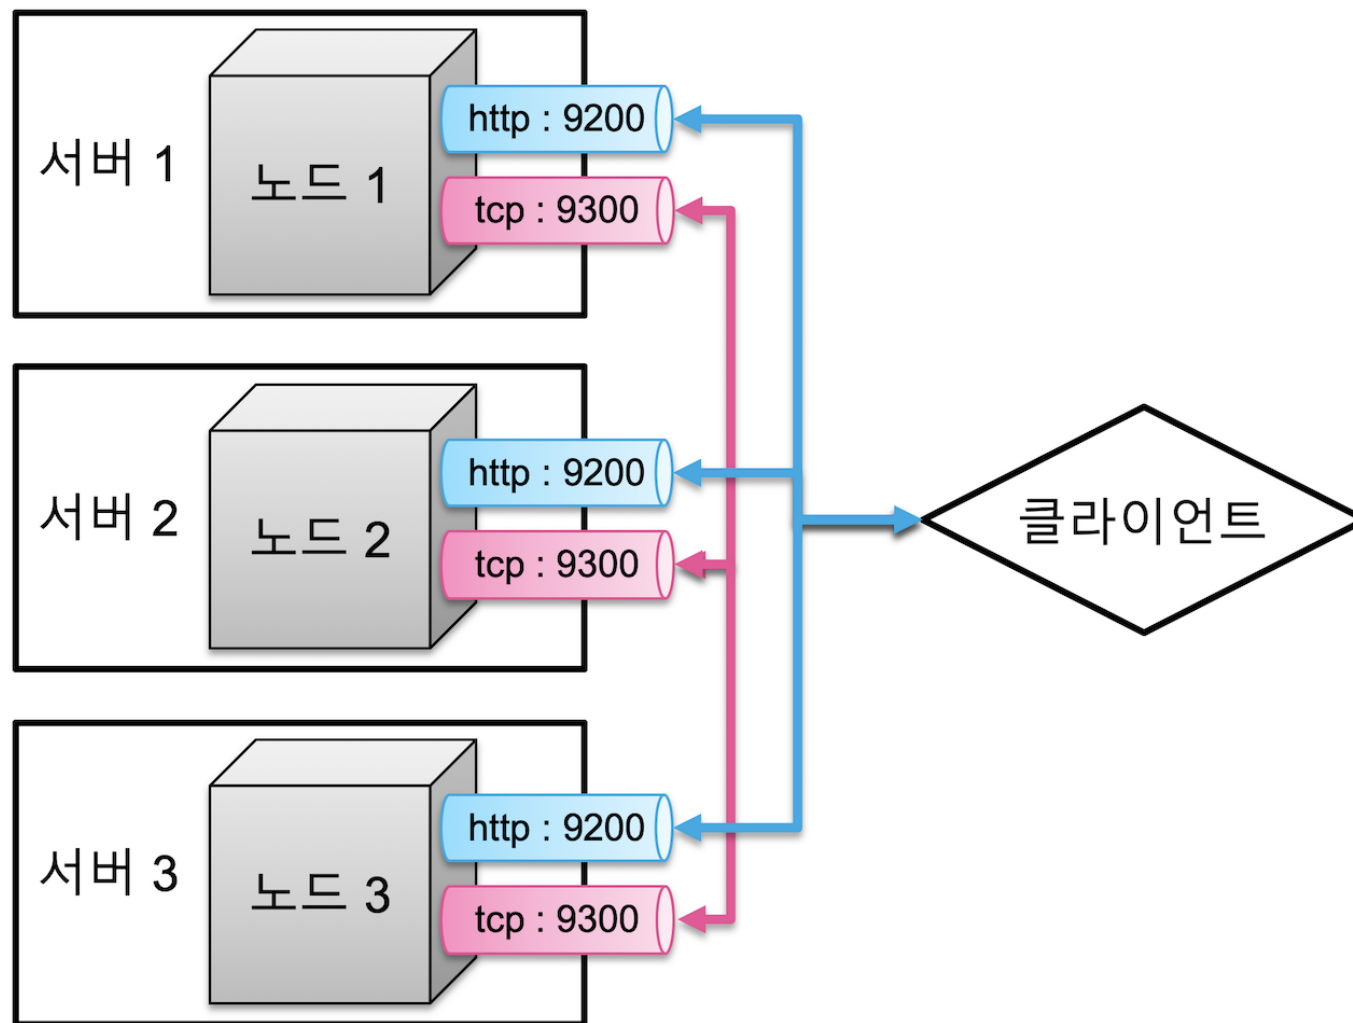 서버 1
노드 1
http : 9200
tcp : 9300
서버 2
노드 2
http : 9200
tcp : 9300
클라이언트
서버 3
노드 3
http : 9200
tcp : 9300